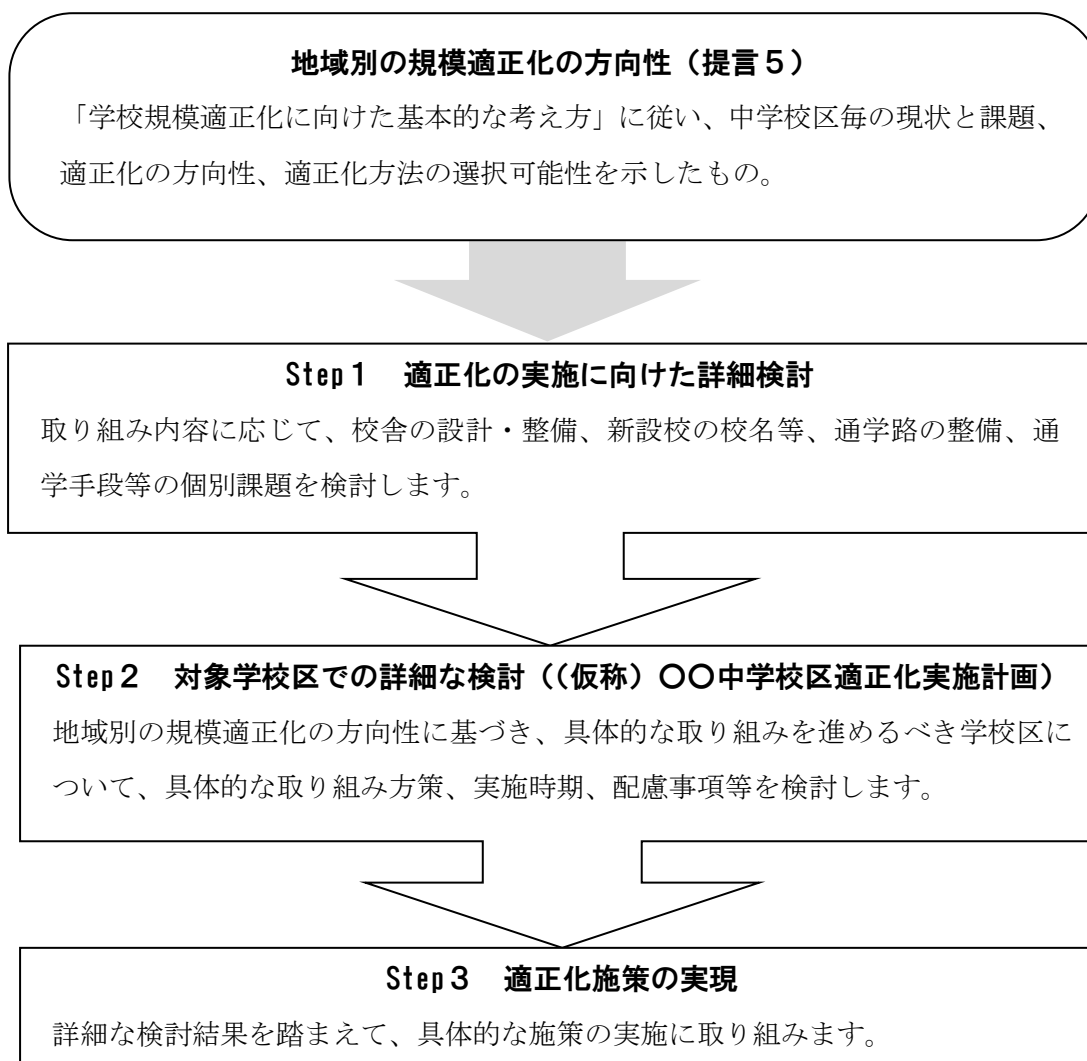 地域別の規模適正化の方向性（提言５）
「学校規模適正化に向けた基本的な考え方」に従い、中学校区毎の現状と課題、
適正化の方向性、適正化方法の選択可能性を示したもの。
Step１　適正化の実施に向けた詳細検討
取り組み内容に応じて、校舎の設計・整備、新設校の校名等、通学路の整備、通
学手段等の個別課題を検討します。
Step２　対象学校区での詳細な検討（（仮称）〇〇中学校区適正化実施計画）
地域別の規模適正化の方向性に基づき、具体的な取り組みを進めるべき学校区に
ついて、具体的な取り組み方策、実施時期、配慮事項等を検討します。
Step３　適正化施策の実現
詳細な検討結果を踏まえて、具体的な施策の実施に取り組みます。